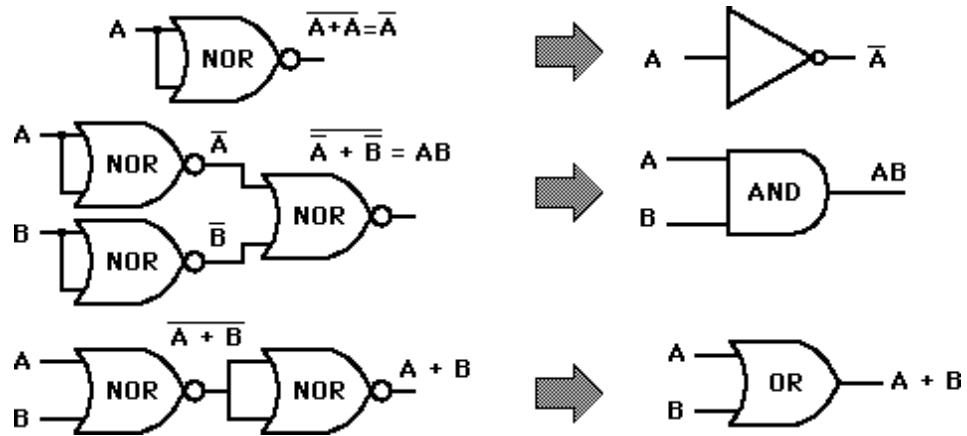 A NOR A̅+̅A̅=A̅ A A̅
A NOR A̅ A̿ ̿+̿ B̿ = AB A AND AB
NOR B
B NOR B̅
A NOR A̅ ̅+̅ ̅B̅ NOR A + B A OR A + B
B B